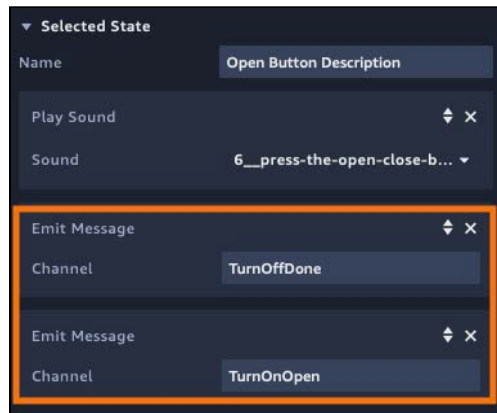 Selected State
Name Open Button Description
Play Sound
Sound 6__press-the-open-close-b...
Emit Message
Channel TurnOffDone
Emit Message
Channel TurnOnOpen